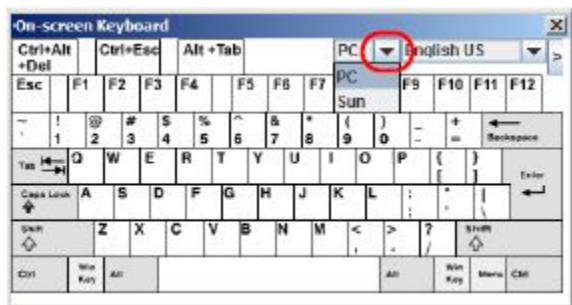 On-screen Keyboard
Ctrl+Alt +Del Ctrl+Esc Alt +Tab PC English US >
PC
Sun
Esc F1 F2 F3 F4 F5 F6 F7 F9 F10 F11 F12
~ ! @ # $ % ^ & * ( ) _ +
1 2 3 4 5 6 7 8 9 0 - = Backspace
Tab Q W E R T Y U I O P { }
[ ] Enter
Caps Lock A S D F G H J K L : " |
; ' \
Shift Z X C V B N M < > ? Shift
, . /
Ctrl Win Key Alt Alt Win Key Menu Ctrl